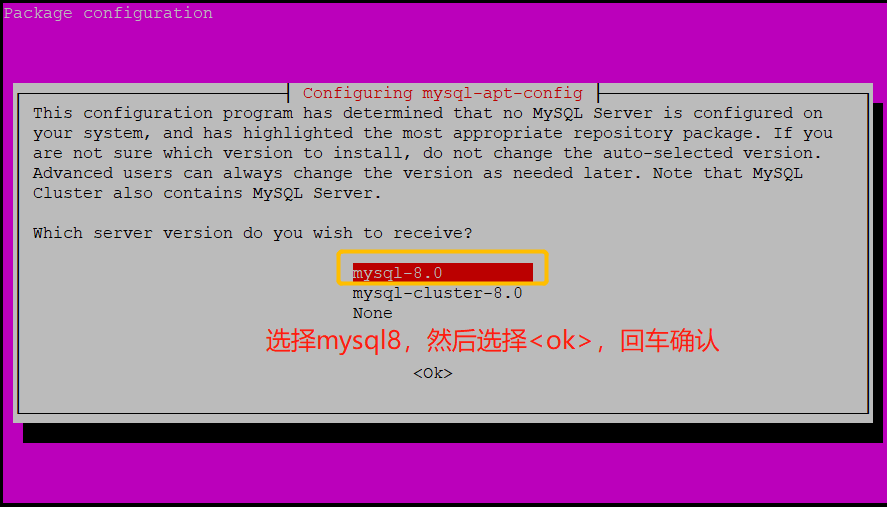 Package configuration
Configuring mysql-apt-config
This configuration program has determined that no MySQL Server is configured on
your system, and has highlighted the most appropriate repository package. If you
are not sure which version to install, do not change the auto-selected version.
Advanced users can always change the version as needed later. Note that MySQL
Cluster also contains MySQL Server.
Which server version do you wish to receive?
mysql-8.0
mysql-cluster-8.0
None
选择mysql8，然后选择<ok>，回车确认
<Ok>